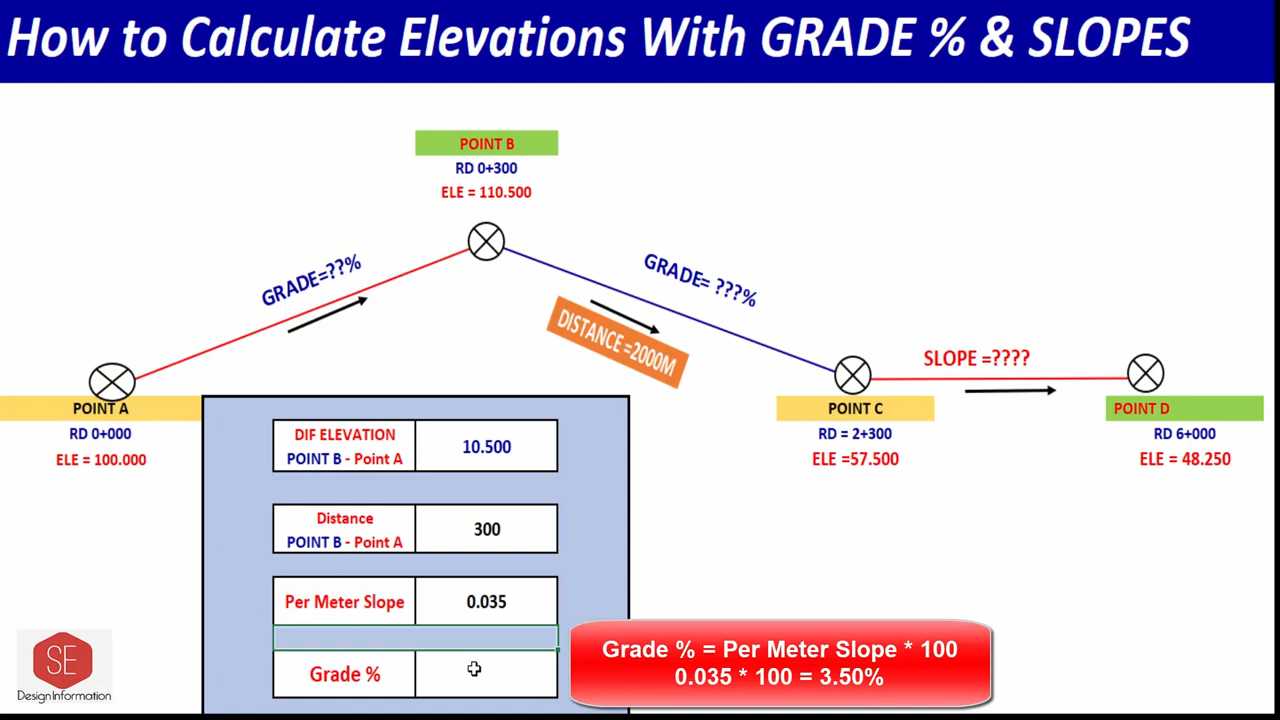 How to Calculate Elevations With GRADE % & SLOPES
POINT B
RD 0+300
ELE = 110.500
GRADE=??%
GRADE= ???%
DISTANCE =2000M
SLOPE =????
POINT A
RD 0+000
ELE = 100.000
POINT C
RD = 2+300
ELE =57.500
POINT D
RD 6+000
ELE = 48.250
DIF ELEVATION
POINT B - Point A
10.500
Distance
POINT B - Point A
300
Per Meter Slope
0.035
Grade %
Grade % = Per Meter Slope * 100
0.035 * 100 = 3.50%
SE
Design Information